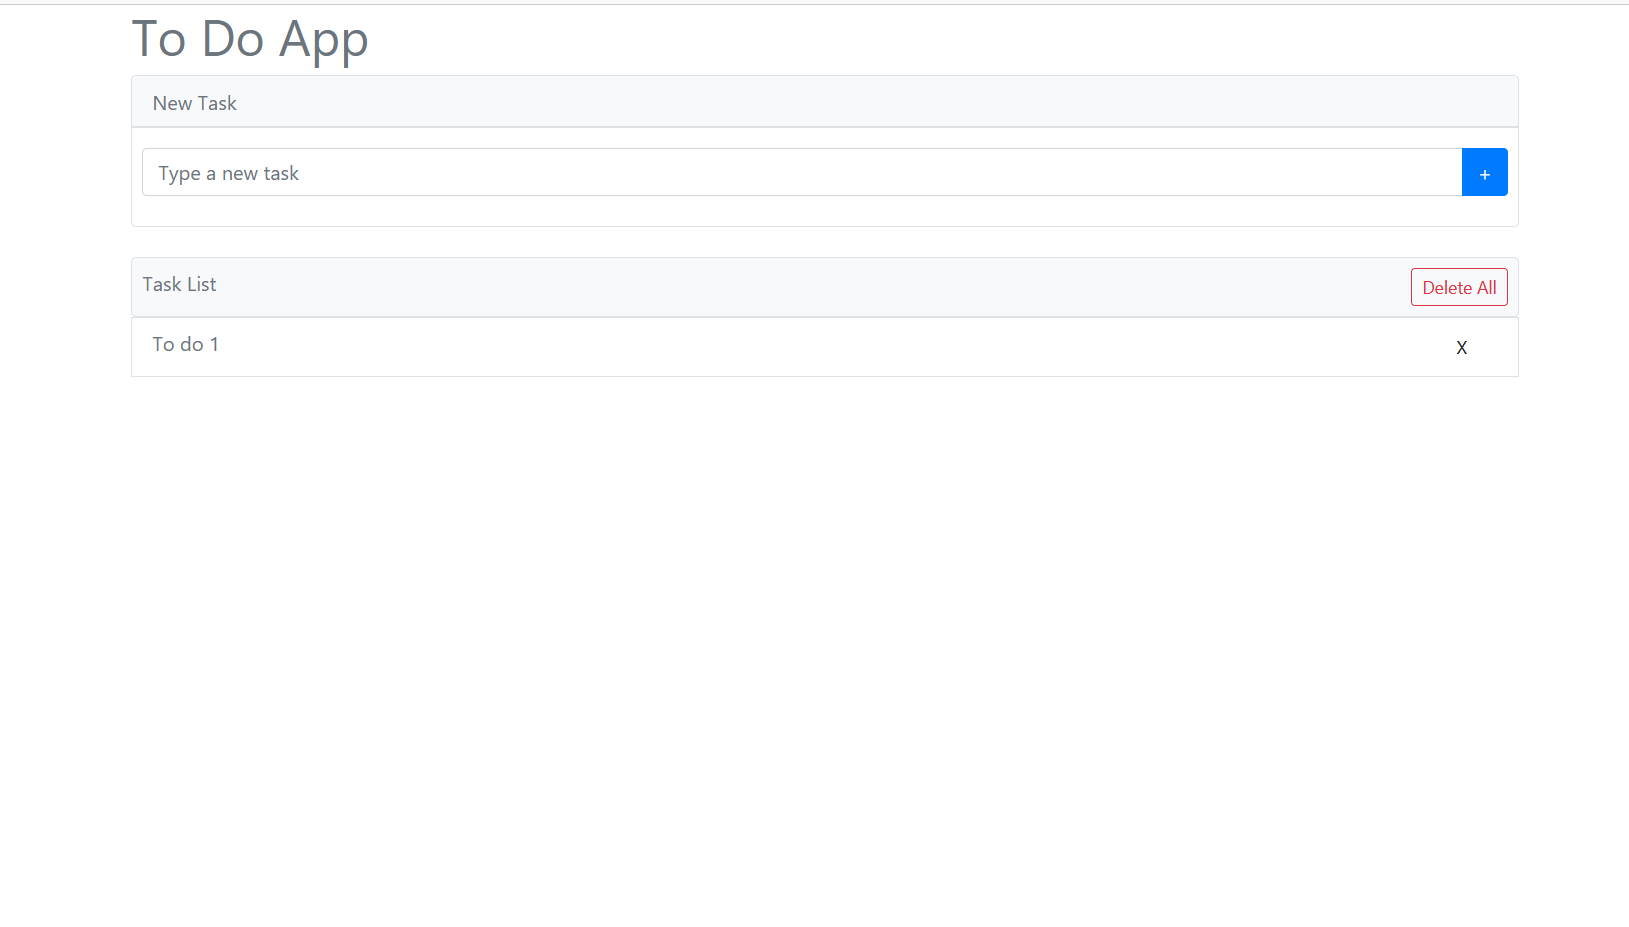 To Do App
New Task
Type a new task
+
Task List
Delete All
To do 1
X